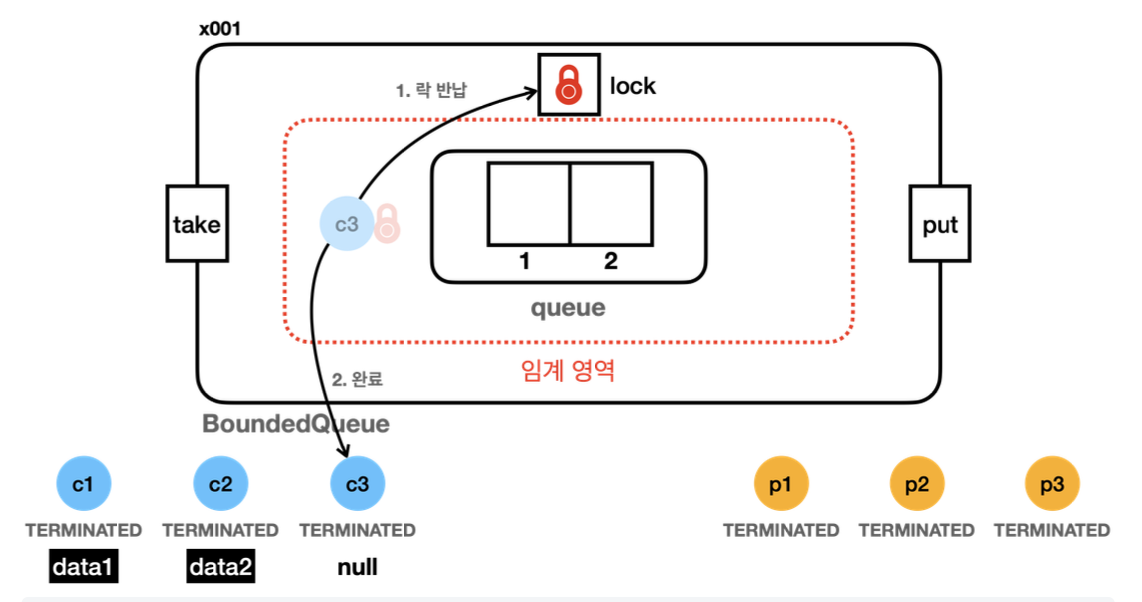 x001
lock
1. 락 반납
c3
take
put
1 2
queue
임계 영역
2. 완료
BoundedQueue
c1 c2 c3 p1 p2 p3
TERMINATED TERMINATED TERMINATED TERMINATED TERMINATED TERMINATED
data1 data2 null